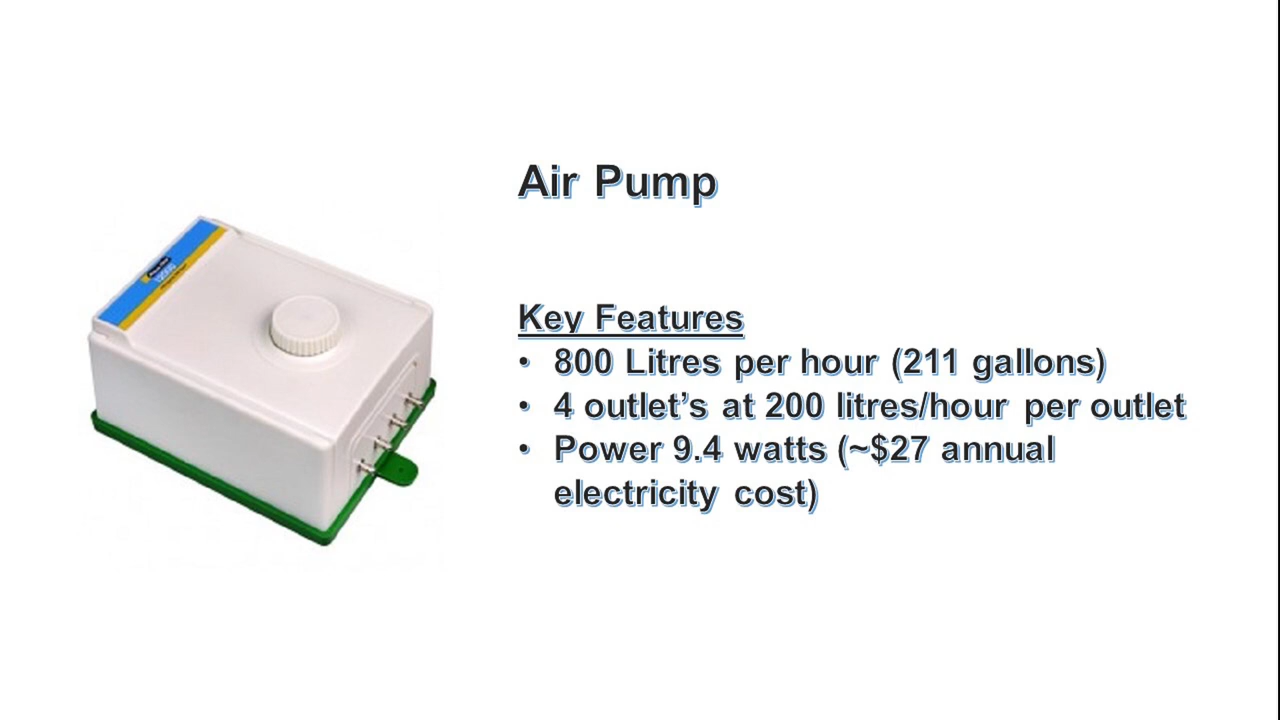 Air Pump
Key Features
• 800 Litres per hour (211 gallons)
• 4 outlet’s at 200 litres/hour per outlet
• Power 9.4 watts (~$27 annual
electricity cost)